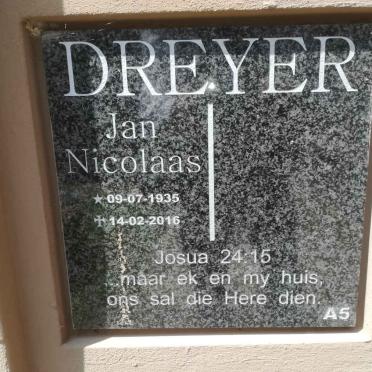 DREYER
Jan
Nicolaas
★ 09-07-1935
✝ 14-02-2016
Josua 24:15
..maar ek en my huis,
ons sal die Here dien.
A5